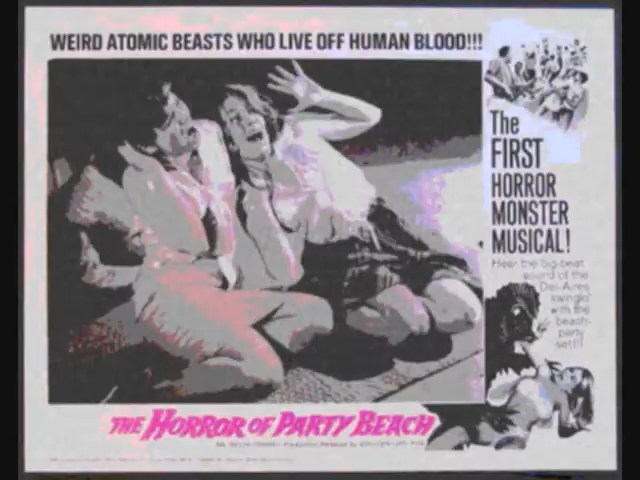 WEIRD ATOMIC BEASTS WHO LIVE OFF HUMAN BLOOD!!!
The
FIRST
HORROR
MONSTER
MUSICAL!
Hear the big beat
sound of the
Del-Aires
swingin'
with the
beach-
party
set!!
THE HORROR OF PARTY BEACH